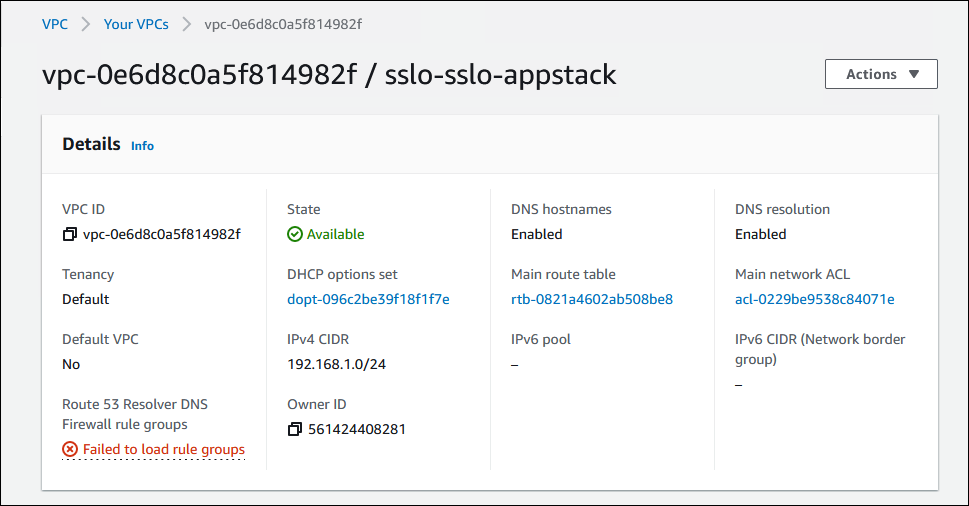 VPC > Your VPCs > vpc-0e6d8c0a5f814982f
vpc-0e6d8c0a5f814982f / sslo-sslo-appstack
Actions ▼
Details Info
VPC ID
vpc-0e6d8c0a5f814982f
State
Available
DNS hostnames
Enabled
DNS resolution
Enabled
Tenancy
Default
DHCP options set
dopt-096c2be39f18f1f7e
Main route table
rtb-0821a4602ab508be8
Main network ACL
acl-0229be9538c84071e
Default VPC
No
IPv4 CIDR
192.168.1.0/24
IPv6 pool
–
IPv6 CIDR (Network border
group)
–
Route 53 Resolver DNS
Firewall rule groups
Failed to load rule groups
Owner ID
561424408281